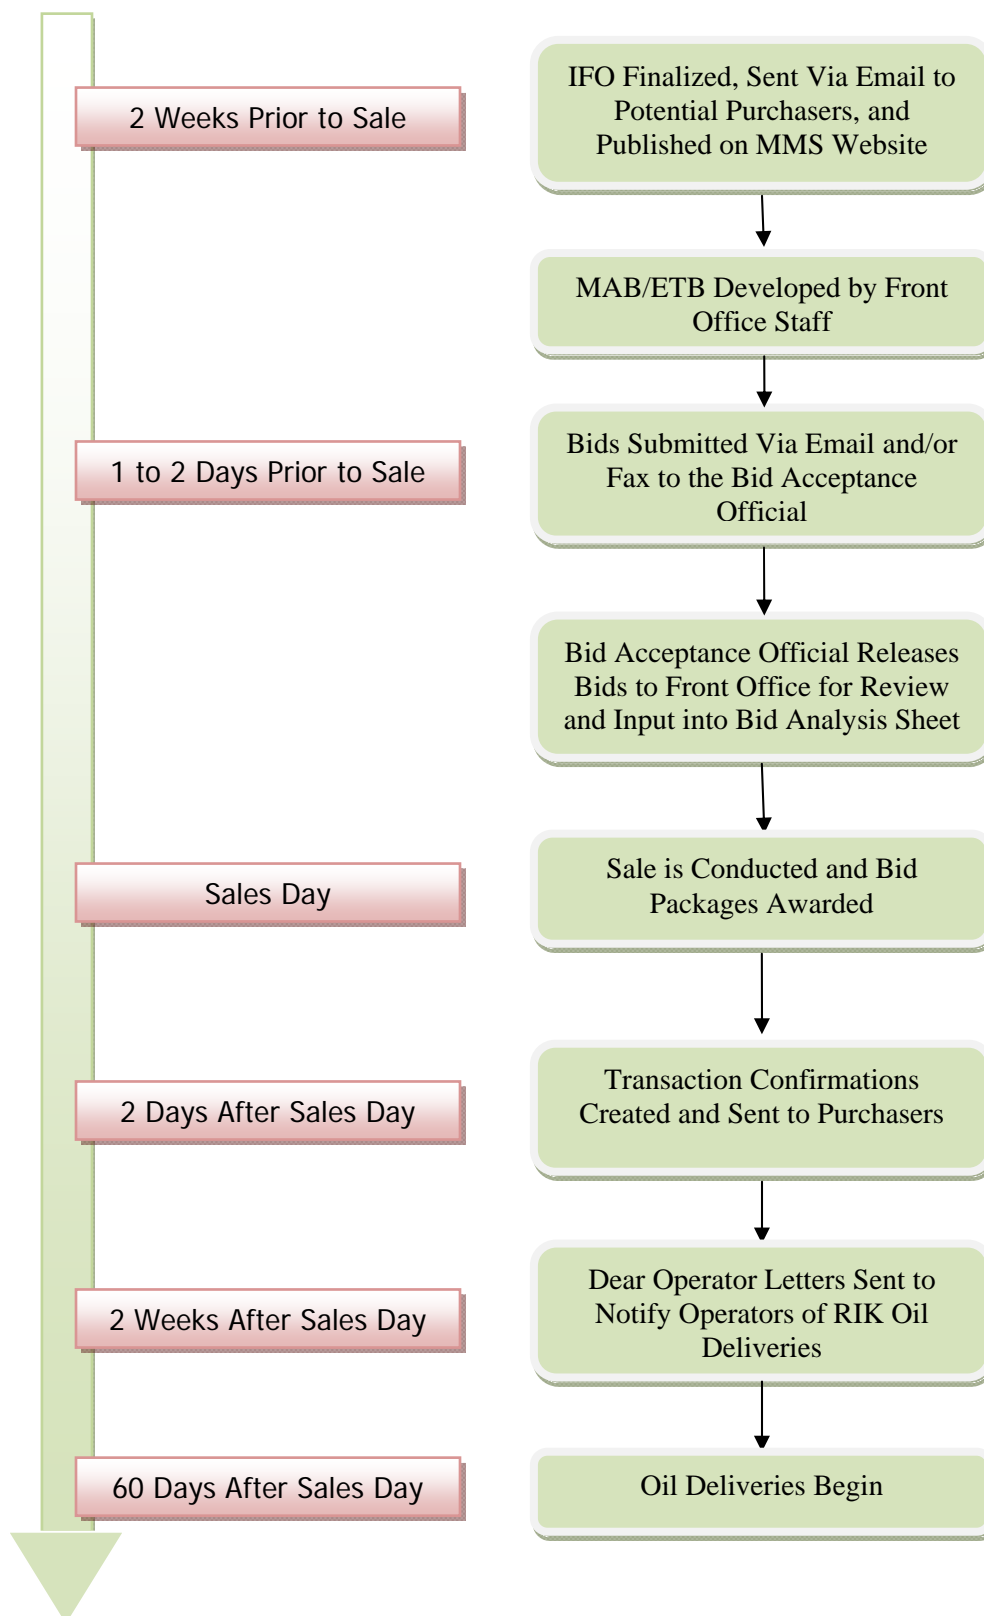 2 Weeks Prior to Sale
IFO Finalized, Sent Via Email to
Potential Purchasers, and
Published on MMS Website
MAB/ETB Developed by Front
Office Staff
1 to 2 Days Prior to Sale
Bids Submitted Via Email and/or
Fax to the Bid Acceptance
Official
Bid Acceptance Official Releases
Bids to Front Office for Review
and Input into Bid Analysis Sheet
Sales Day
Sale is Conducted and Bid
Packages Awarded
2 Days After Sales Day
Transaction Confirmations
Created and Sent to Purchasers
2 Weeks After Sales Day
Dear Operator Letters Sent to
Notify Operators of RIK Oil
Deliveries
60 Days After Sales Day
Oil Deliveries Begin